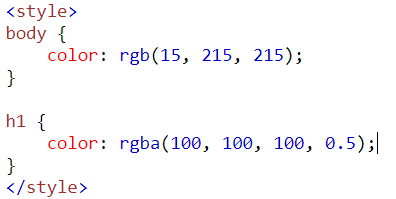 <style>
body {
    color: rgb(15, 215, 215);
}

h1 {
    color: rgba(100, 100, 100, 0.5);
}
</style>